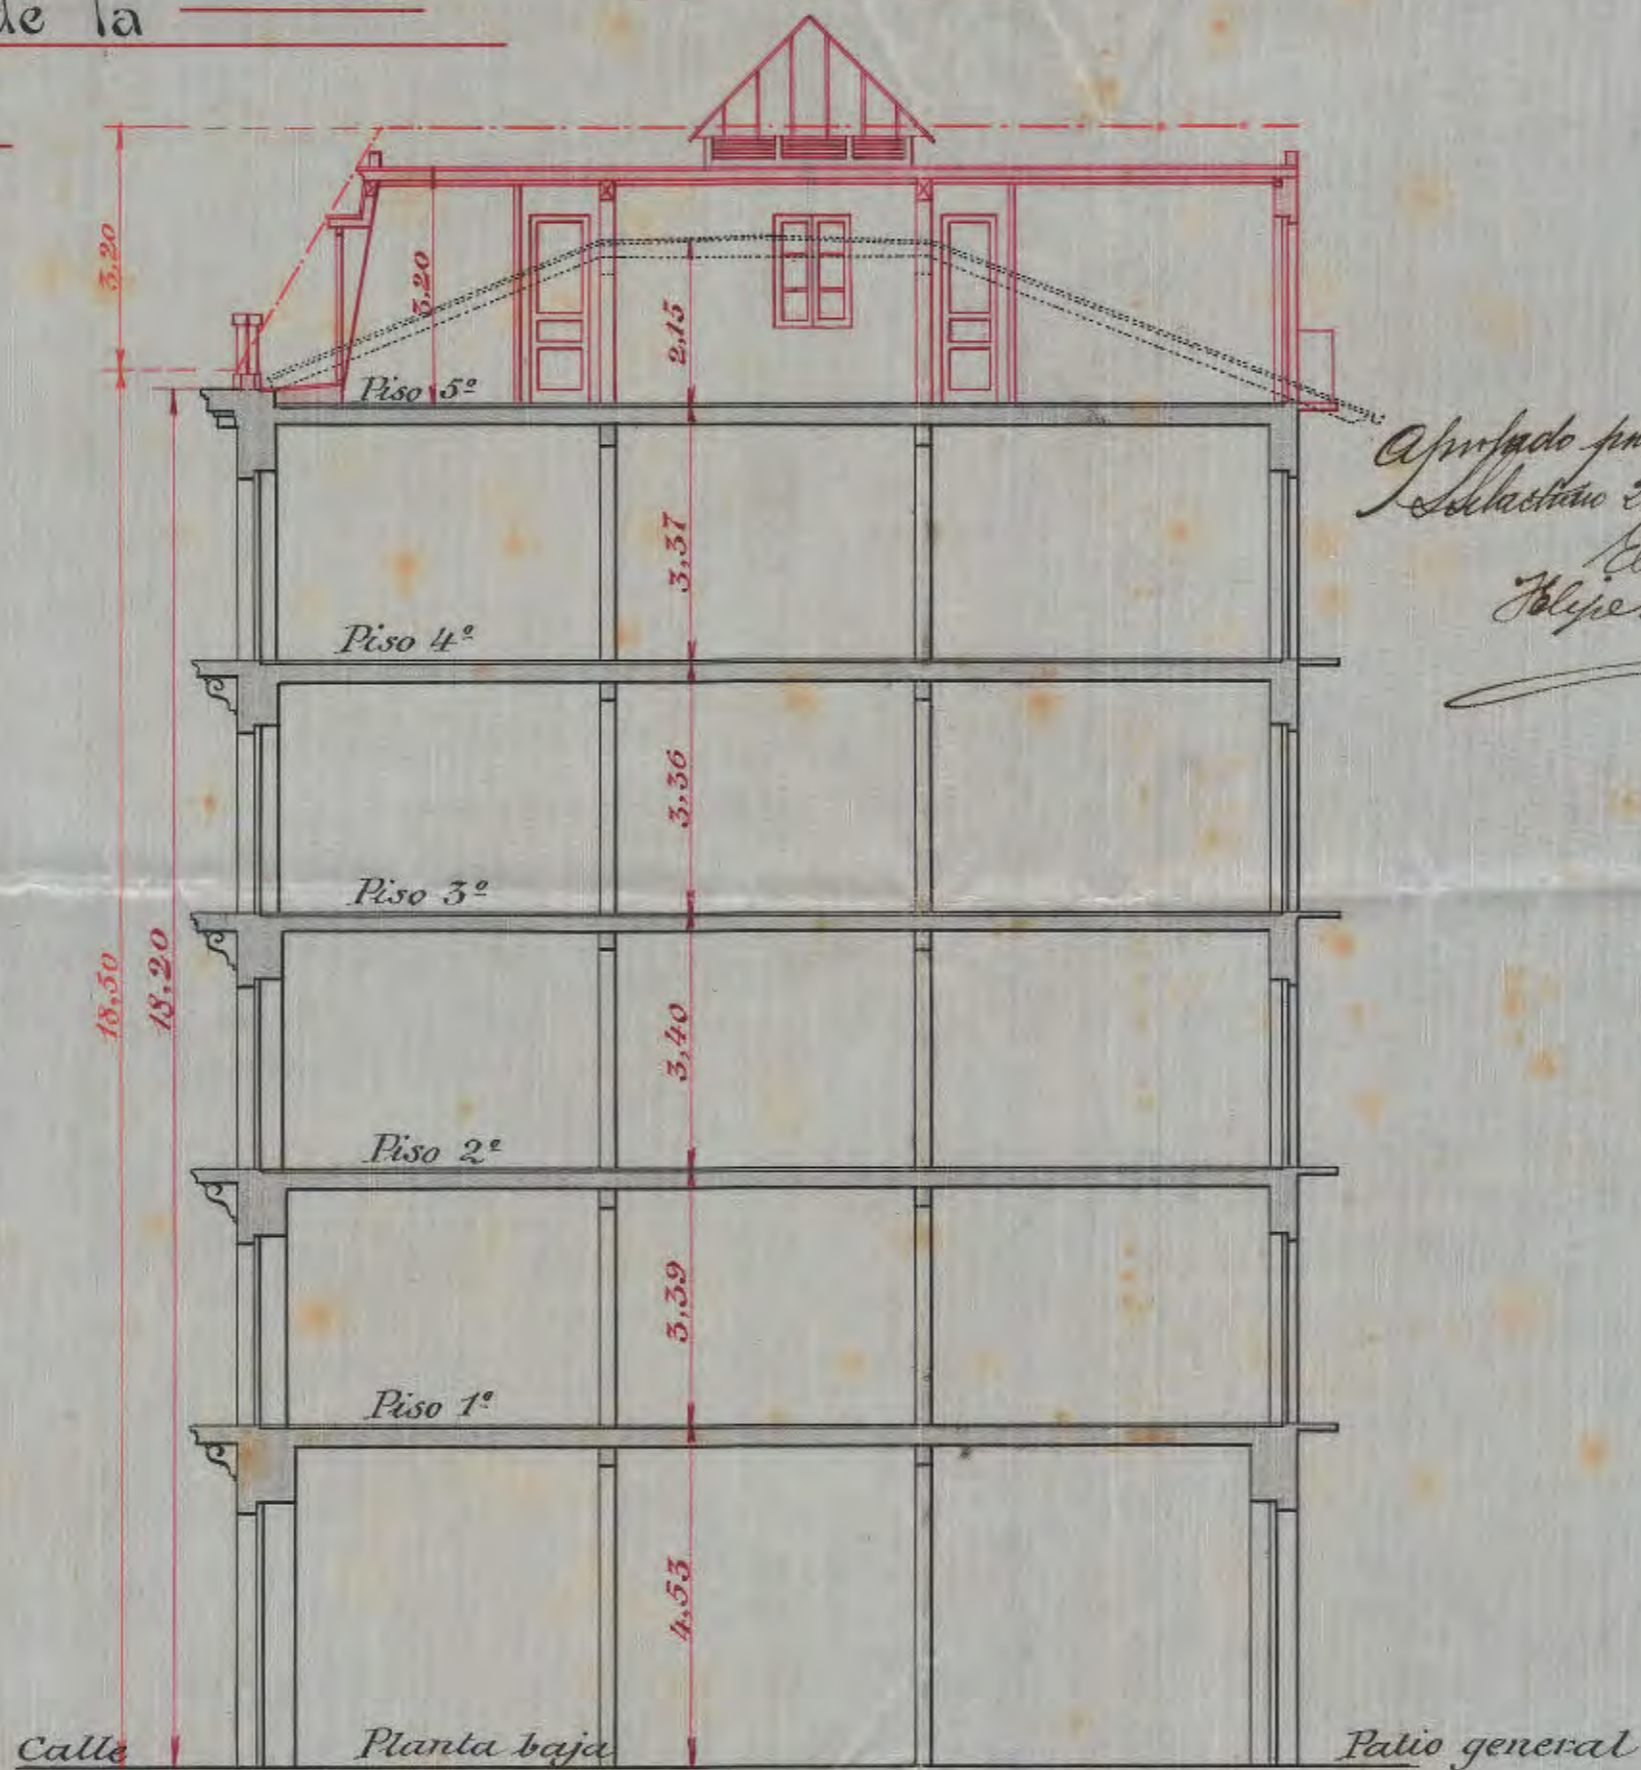 de la
3,20
3,20
2,15
Piso 5º
3,37
Piso 4º
3,36
Piso 3º
18,50
18,20
3,40
Piso 2º
3,39
Piso 1º
4,53
Calle
Planta baja
Patio general